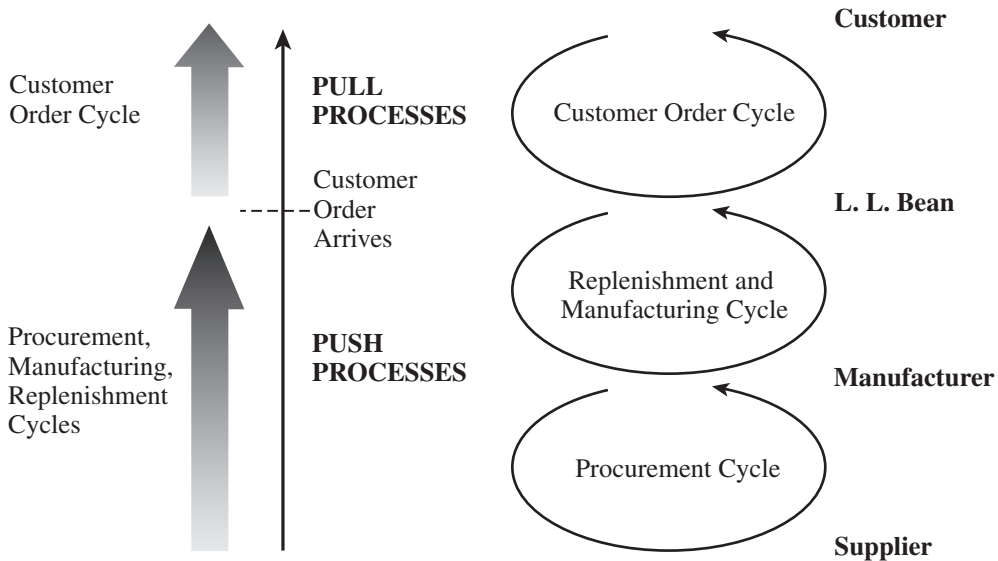 Customer
Order Cycle
PULL
PROCESSES
Customer
Order
Arrives
Procurement,
Manufacturing,
Replenishment
Cycles
PUSH
PROCESSES
Customer
Customer Order Cycle
L. L. Bean
Replenishment and
Manufacturing Cycle
Manufacturer
Procurement Cycle
Supplier